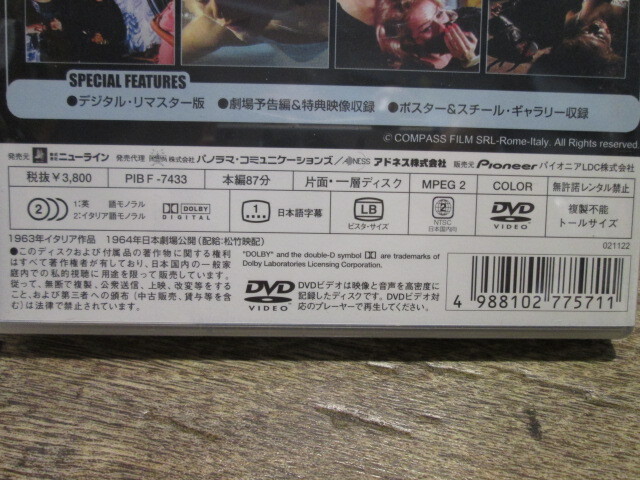 SPECIAL FEATURES
●デジタル・リマスター版 ●劇場予告編&特典映像収録 ●ポスター&スチール・ギャラリー収録
© COMPASS FILM SRL-Rome-Italy. All Rights reserved
発売元 株式会社ニューライン 発売代理 株式会社パノラマ・コミュニケーションズ/ アドネス株式会社 販売元 Pioneer パイオニアLDC株式会社
税抜¥3,800 PIBF-7433 本編87分 片面・一層ディスク MPEG 2 COLOR 無許諾レンタル禁止
2 1:英 語モノラル 2:イタリア語モノラル DOLBY DIGITAL 1 日本語字幕 LB ビスタサイズ 2 NTSC 日本国内向 DVD VIDEO 複製不能 トールサイズ
1963年イタリア作品 1964年日本劇場公開(配給:松竹映配) 021122
●このディスクおよび付属品の著作物に関する権利
はすべて著作権者が有しており、日本国内の一般家
庭内での私的視聴に用途を限って販売しています。
従って、無断で複製、公衆送信、上映、改変等をするこ
と、および第三者への頒布(中古販売、貸与等を含
む)は法律で禁止されています。
"DOLBY" and the double-D symbol are trademarks of
Dolby Laboratories Licensing Corporation.
DVD VIDEO
DVDビデオは映像と音声を高密度に
記録したディスクです。DVDビデオ対
応のプレーヤーで再生してください。
4 988102 775711